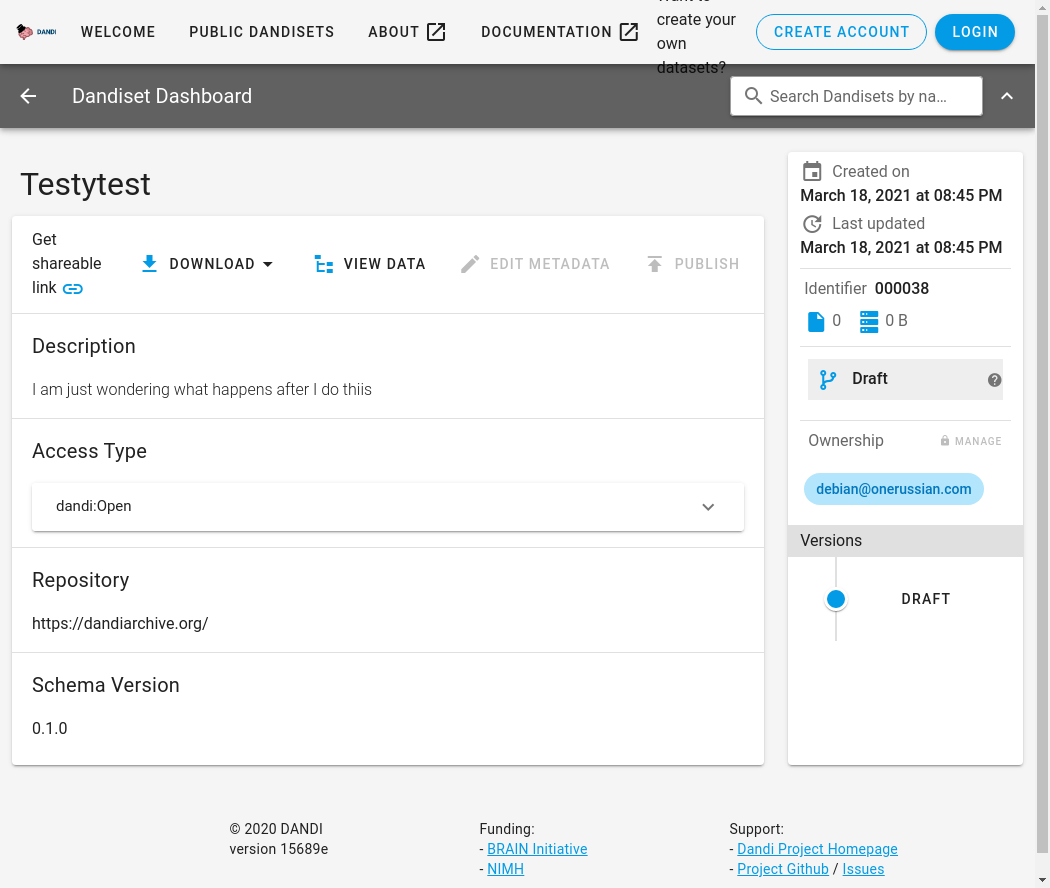 DANDI WELCOME PUBLIC DANDISETS ABOUT DOCUMENTATION
create your
own
datasets?
CREATE ACCOUNT LOGIN
Dandiset Dashboard
Search Dandisets by na…
Testytest
Get
shareable
link
DOWNLOAD VIEW DATA EDIT METADATA PUBLISH
Description
I am just wondering what happens after I do thiis
Access Type
dandi:Open
Repository
https://dandiarchive.org/
Schema Version
0.1.0
Created on
March 18, 2021 at 08:45 PM
Last updated
March 18, 2021 at 08:45 PM
Identifier 000038
0 0 B
Draft
Ownership MANAGE
debian@onerussian.com
Versions
DRAFT
© 2020 DANDI
version 15689e
Funding:
- BRAIN Initiative
- NIMH
Support:
- Dandi Project Homepage
- Project Github / Issues